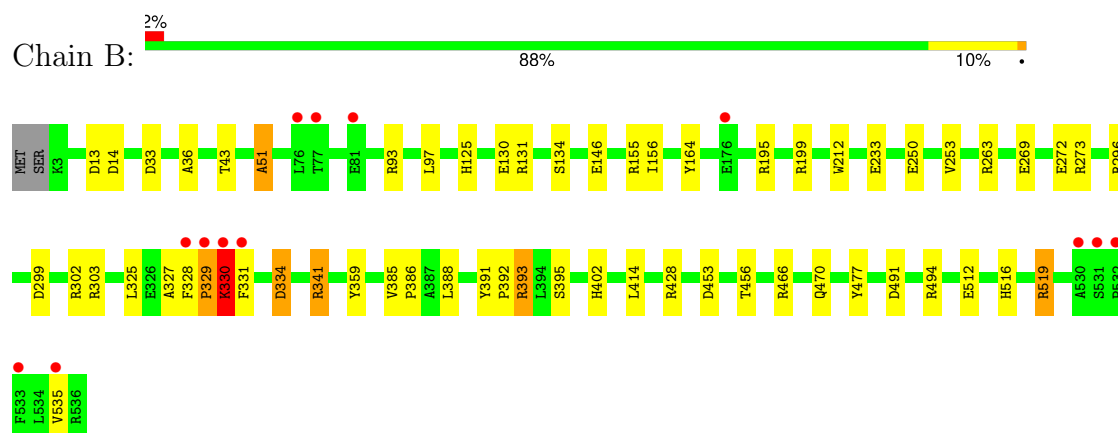 2%
Chain B:
88% 10% •
MET SER K3 D13 D14 D33 A36 T43 A51 L76 T77 E81 R93 L97 H125 E130 R131 S134 E146 R155 I156 Y164 E176 R195 R199 W212 E233 E250 V253 R263 E269 E272 R273
D299 R302 R303 L325 E326 A327 F328 P329 K330 F331 D334 R341 Y359 V385 P386 A387 L388 Y391 P392 R393 L394 S395 H402 L414 R428 D453 T456 R466 Q470 Y477 D491 R494 E512 H516 R519 A530 S531
F533 L534 V535 R536